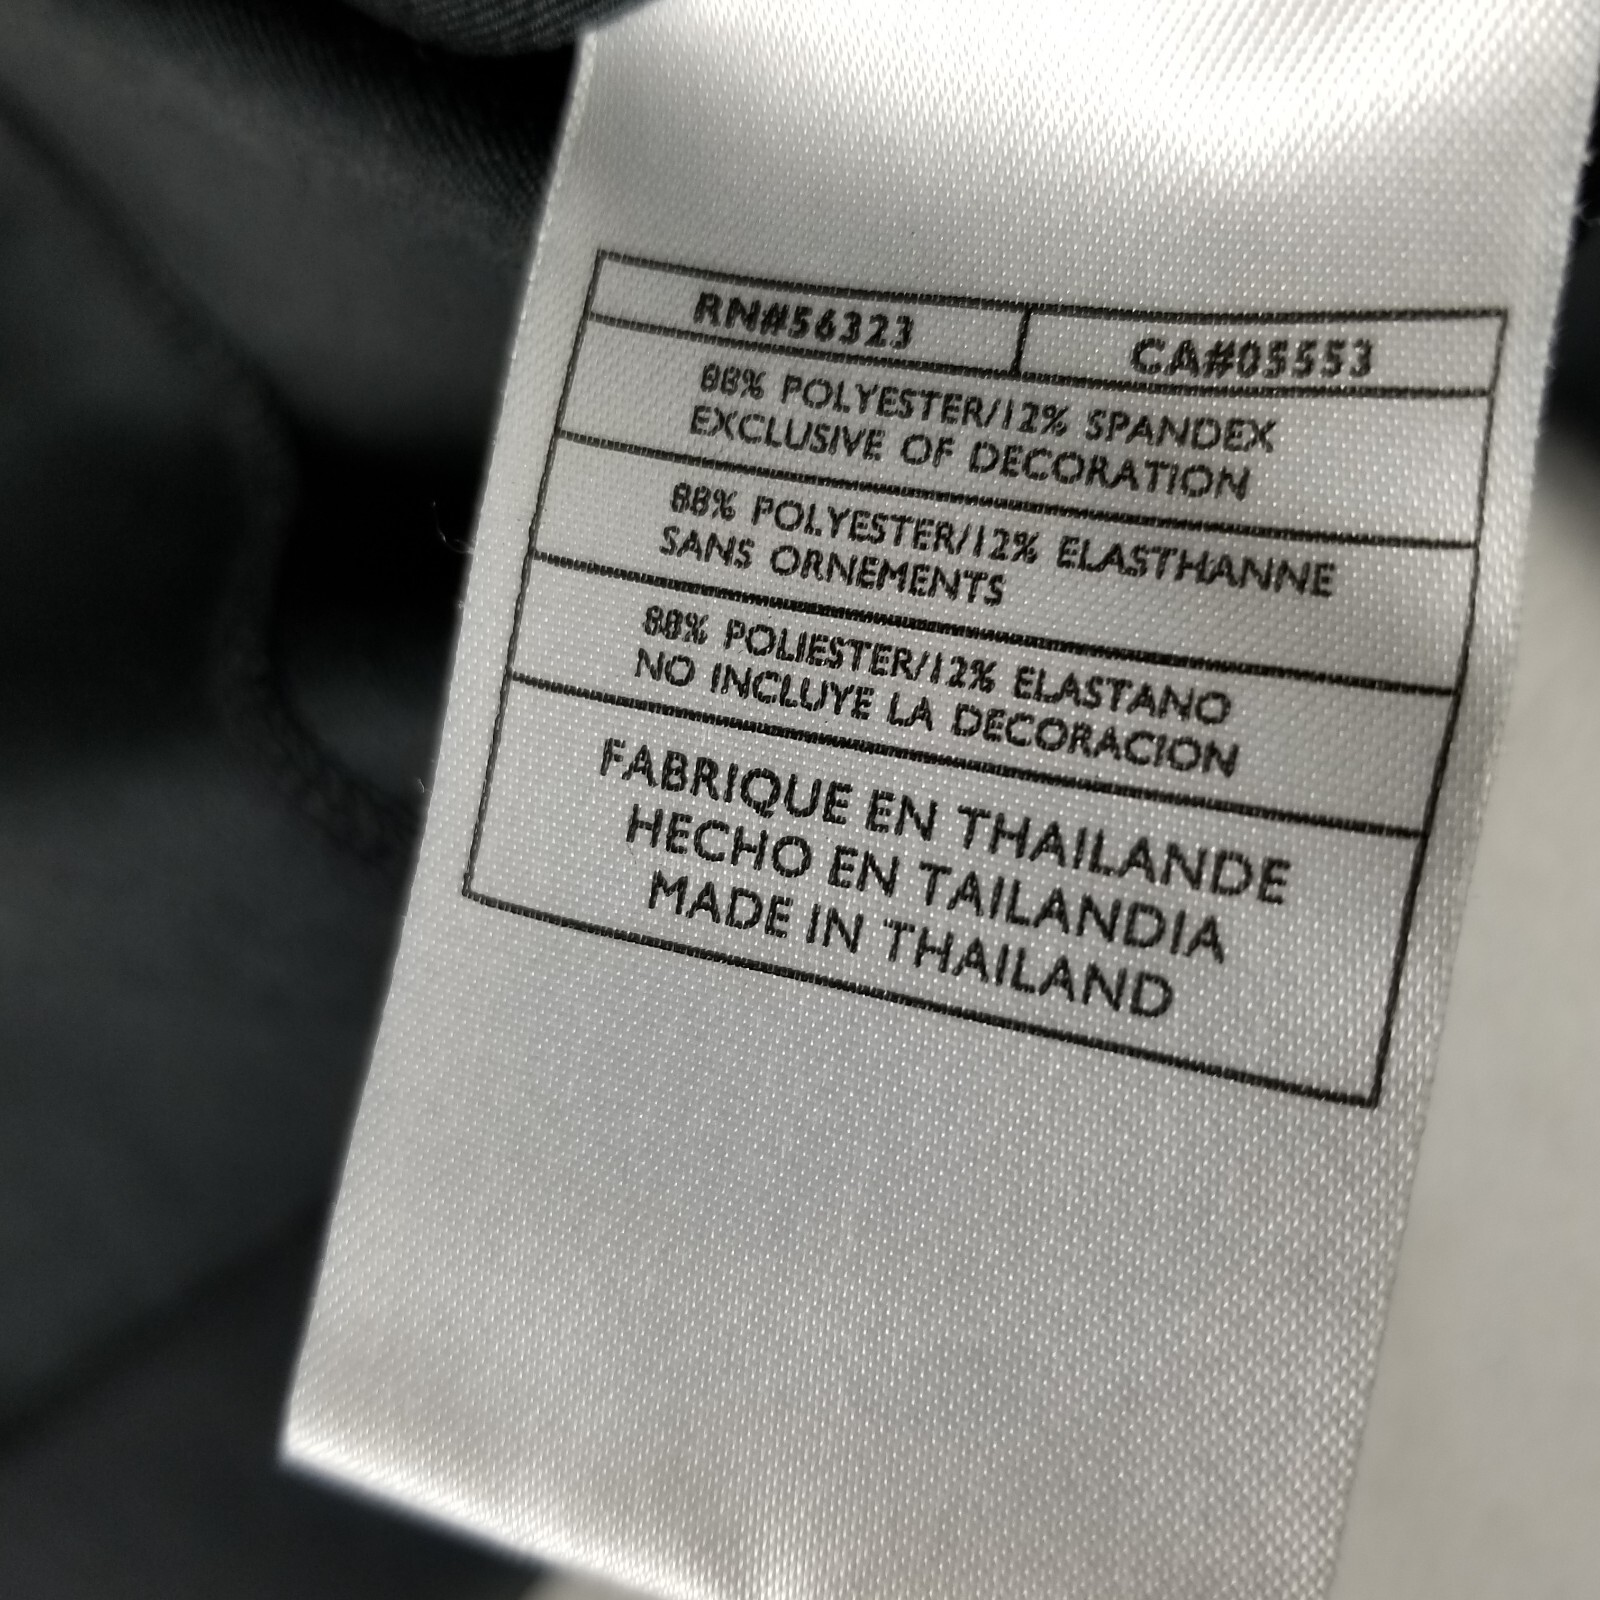 RN#56323 CA#05553
88% POLYESTER/12% SPANDEX
EXCLUSIVE OF DECORATION
88% POLYESTER/12% ELASTHANNE
SANS ORNEMENTS
88% POLIESTER/12% ELASTANO
NO INCLUYE LA DECORACION
FABRIQUE EN THAILANDE
HECHO EN TAILANDIA
MADE IN THAILAND